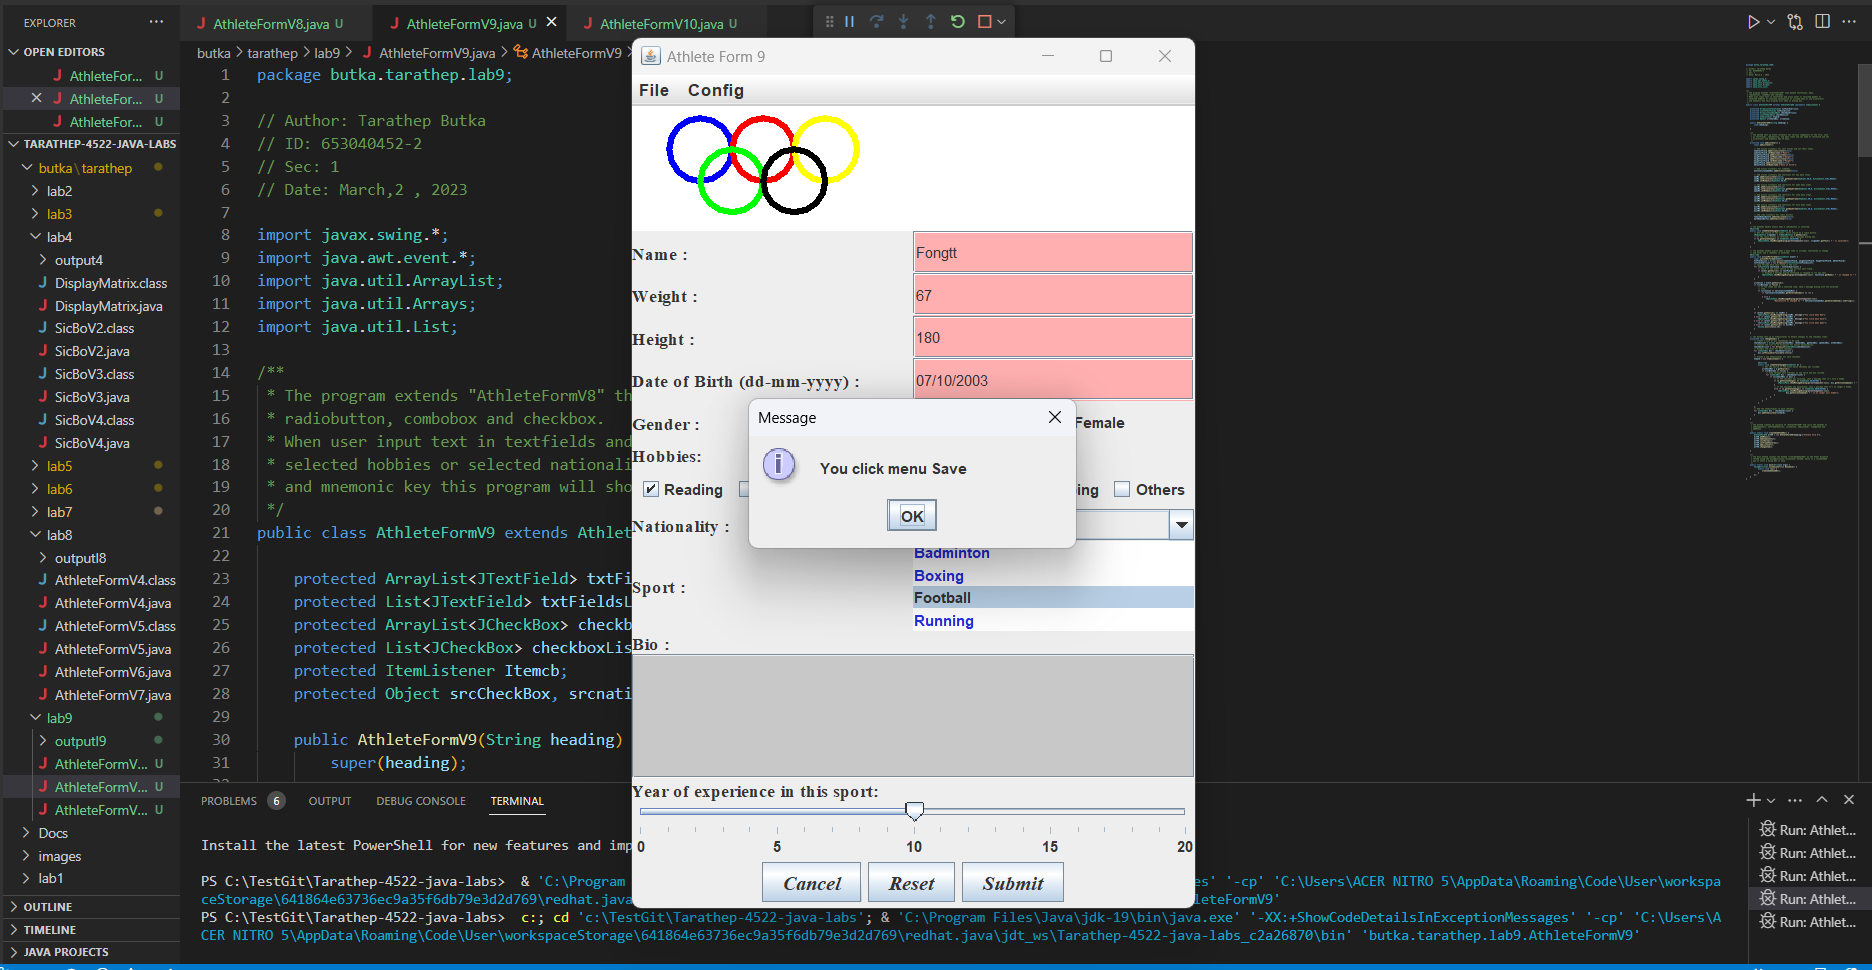 EXPLORER
OPEN EDITORS
AthleteFor... U
AthleteFor... U
AthleteFor... U
TARATHEP-4522-JAVA-LABS
butka\tarathep
lab2
lab3
lab4
output4
DisplayMatrix.class
DisplayMatrix.java
SicBoV2.class
SicBoV2.java
SicBoV3.class
SicBoV3.java
SicBoV4.class
SicBoV4.java
lab5
lab6
lab7
lab8
outputl8
AthleteFormV4.class
AthleteFormV4.java
AthleteFormV5.class
AthleteFormV5.java
AthleteFormV6.java
AthleteFormV7.java
lab9
outputl9
AthleteFormV... U
AthleteFormV... U
AthleteFormV... U
Docs
images
lab1
OUTLINE
TIMELINE
JAVA PROJECTS
AthleteFormV8.java U
AthleteFormV9.java U
AthleteFormV10.java U
butka > tarathep > lab9 > AthleteFormV9.java > AthleteFormV9 >
1 package butka.tarathep.lab9;
2
3 // Author: Tarathep Butka
4 // ID: 653040452-2
5 // Sec: 1
6 // Date: March,2 , 2023
7
8 import javax.swing.*;
9 import java.awt.event.*;
10 import java.util.ArrayList;
11 import java.util.Arrays;
12 import java.util.List;
13
14 /**
15 * The program extends "AthleteFormV8" th
16 * radiobutton, combobox and checkbox.
17 * When user input text in textfields and
18 * selected hobbies or selected nationali
19 * and mnemonic key this program will sho
20 */
21 public class AthleteFormV9 extends Athlet
22
23 protected ArrayList<JTextField> txtFi
24 protected List<JTextField> txtFieldsL
25 protected ArrayList<JCheckBox> checkb
26 protected List<JCheckBox> checkboxLis
27 protected ItemListener Itemcb;
28 protected Object srcCheckBox, srcnati
29
30 public AthleteFormV9(String heading)
31 super(heading);
Athlete Form 9
File Config
Name : Fongtt
Weight : 67
Height : 180
Date of Birth (dd-mm-yyyy) : 07/10/2003
Gender : Female
Hobbies:
Reading ing Others
Nationality :
Message
You click menu Save
OK
Sport :
Badminton
Boxing
Football
Running
Bio :
Year of experience in this sport:
0 5 10 15 20
Cancel Reset Submit
PROBLEMS 6 OUTPUT DEBUG CONSOLE TERMINAL
Install the latest PowerShell for new features and imp
PS C:\TestGit\Tarathep-4522-java-labs> & 'C:\Program es' '-cp' 'C:\Users\ACER NITRO 5\AppData\Roaming\Code\User\workspa
ceStorage\641864e63736ec9a35f6db79e3d2d769\redhat.java leteFormV9'
PS C:\TestGit\Tarathep-4522-java-labs> c:; cd 'c:\TestGit\Tarathep-4522-java-labs'; & 'C:\Program Files\Java\jdk-19\bin\java.exe' '-XX:+ShowCodeDetailsInExceptionMessages' '-cp' 'C:\Users\A
CER NITRO 5\AppData\Roaming\Code\User\workspaceStorage\641864e63736ec9a35f6db79e3d2d769\redhat.java\jdt_ws\Tarathep-4522-java-labs_c2a26870\bin' 'butka.tarathep.lab9.AthleteFormV9'
Run: Athlet...
Run: Athlet...
Run: Athlet...
Run: Athlet...
Run: Athlet...